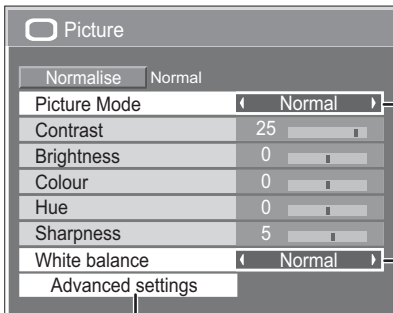 Picture
Normalise Normal
Picture Mode Normal
Contrast 25
Brightness 0
Colour 0
Hue 0
Sharpness 5
White balance Normal
Advanced settings